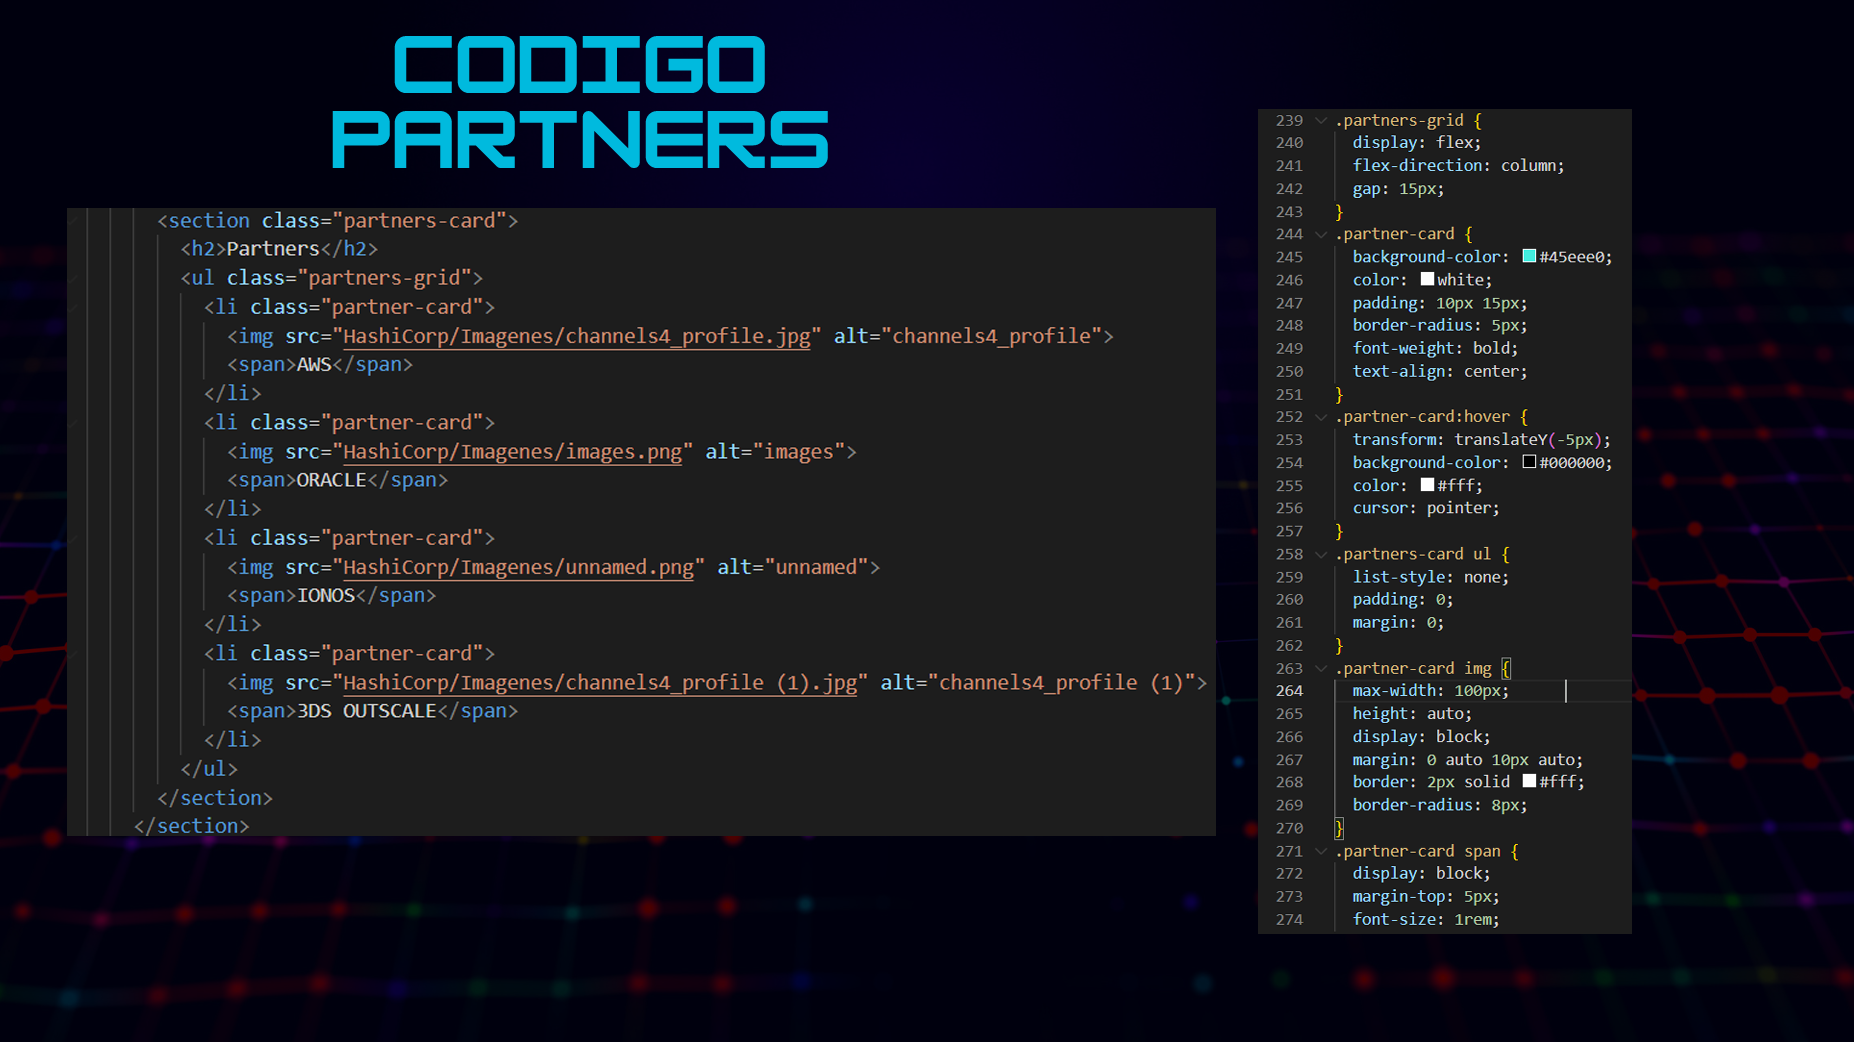 CODIGO
PARTNERS
<section class="partners-card">
<h2>Partners</h2>
<ul class="partners-grid">
<li class="partner-card">
<img src="HashiCorp/Imagenes/channels4_profile.jpg" alt="channels4_profile">
<span>AWS</span>
</li>
<li class="partner-card">
<img src="HashiCorp/Imagenes/images.png" alt="images">
<span>ORACLE</span>
</li>
<li class="partner-card">
<img src="HashiCorp/Imagenes/unnamed.png" alt="unnamed">
<span>IONOS</span>
</li>
<li class="partner-card">
<img src="HashiCorp/Imagenes/channels4_profile (1).jpg" alt="channels4_profile (1)">
<span>3DS OUTSCALE</span>
</li>
</ul>
</section>
</section>
239 .partners-grid {
240 display: flex;
241 flex-direction: column;
242 gap: 15px;
243 }
244 .partner-card {
245 background-color: #45eee0;
246 color: white;
247 padding: 10px 15px;
248 border-radius: 5px;
249 font-weight: bold;
250 text-align: center;
251 }
252 .partner-card:hover {
253 transform: translateY(-5px);
254 background-color: #000000;
255 color: #fff;
256 cursor: pointer;
257 }
258 .partners-card ul {
259 list-style: none;
260 padding: 0;
261 margin: 0;
262 }
263 .partner-card img {
264 max-width: 100px;
265 height: auto;
266 display: block;
267 margin: 0 auto 10px auto;
268 border: 2px solid #fff;
269 border-radius: 8px;
270 }
271 .partner-card span {
272 display: block;
273 margin-top: 5px;
274 font-size: 1rem;